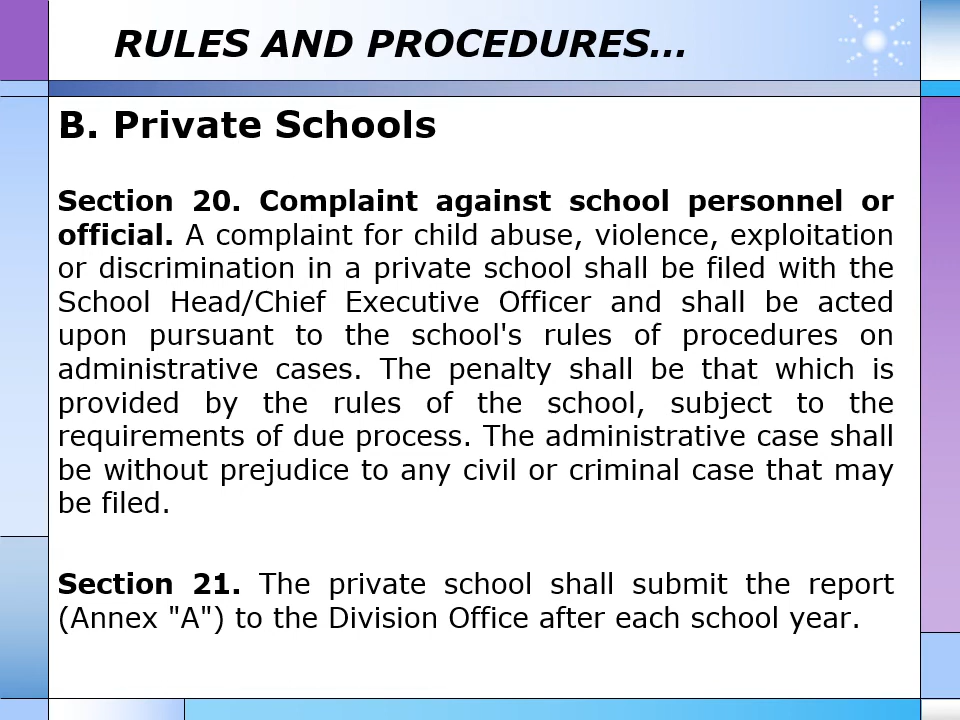 RULES AND PROCEDURES…
B. Private Schools
Section 20. Complaint against school personnel or
official. A complaint for child abuse, violence, exploitation
or discrimination in a private school shall be filed with the
School Head/Chief Executive Officer and shall be acted
upon pursuant to the school's rules of procedures on
administrative cases. The penalty shall be that which is
provided by the rules of the school, subject to the
requirements of due process. The administrative case shall
be without prejudice to any civil or criminal case that may
be filed.
Section 21. The private school shall submit the report
(Annex "A") to the Division Office after each school year.